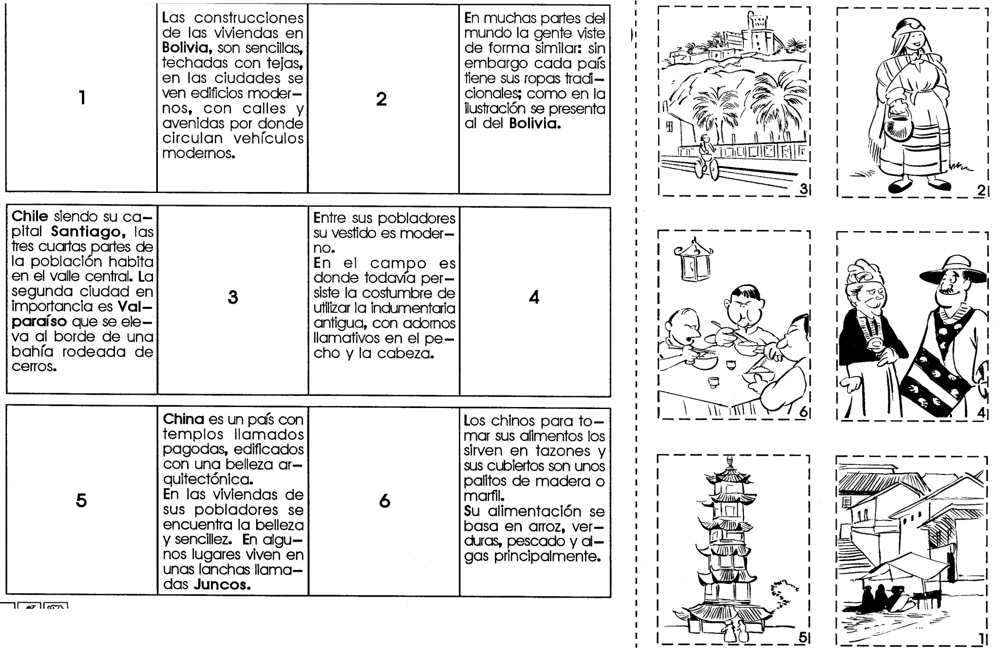 1
Las construcciones
de las viviendas en
Bolivia, son sencillas,
techadas con tejas,
en las ciudades se
ven edificios moder–
nos, con calles y
avenidas por donde
circulan vehículos
modernos.
2
En muchas partes del
mundo la gente viste
de forma similar: sin
embargo cada país
tiene sus ropas tradi–
cionales; como en la
ilustración se presenta
al del Bolivia.
Chile siendo su ca–
pital Santiago, las
tres cuartas partes de
la población habita
en el valle central. La
segunda ciudad en
importancia es Val–
paraíso que se ele–
va al borde de una
bahía rodeada de
cerros.
3
Entre sus pobladores
su vestido es moder–
no.
En el campo es
donde todavía per–
siste la costumbre de
utilizar la indumentaria
antigua, con adornos
llamativos en el pe–
cho y la cabeza.
4
5
China es un país con
templos llamados
pagodas, edificados
con una belleza ar–
quitectónica.
En las viviendas de
sus pobladores se
encuentra la belleza
y sencillez. En algu–
nos lugares viven en
unas lanchas llama–
das Juncos.
6
Los chinos para to–
mar sus alimentos los
sirven en tazones y
sus cubiertos son unos
palitos de madera o
marfil.
Su alimentación se
basa en arroz, ver–
duras, pescado y al–
gas principalmente.
3
2
6
4
5
1